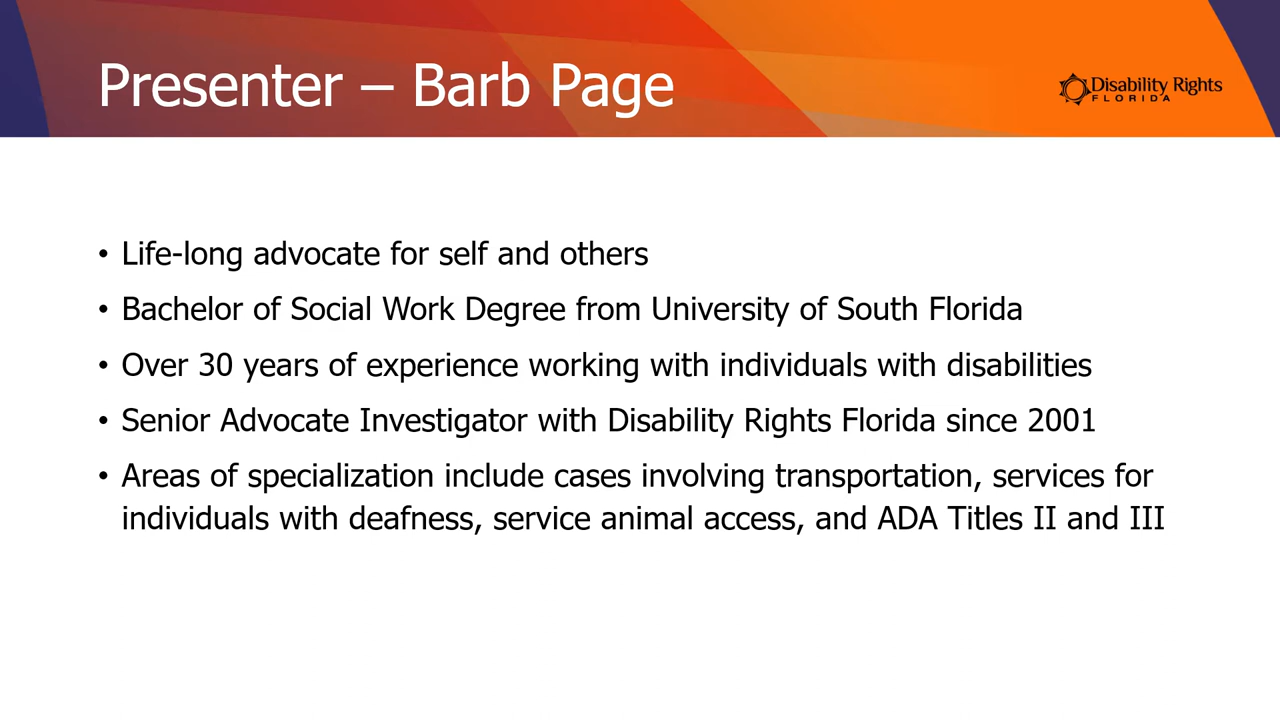 Presenter – Barb Page
Disability Rights
FLORIDA
• Life-long advocate for self and others
• Bachelor of Social Work Degree from University of South Florida
• Over 30 years of experience working with individuals with disabilities
• Senior Advocate Investigator with Disability Rights Florida since 2001
• Areas of specialization include cases involving transportation, services for
individuals with deafness, service animal access, and ADA Titles II and III